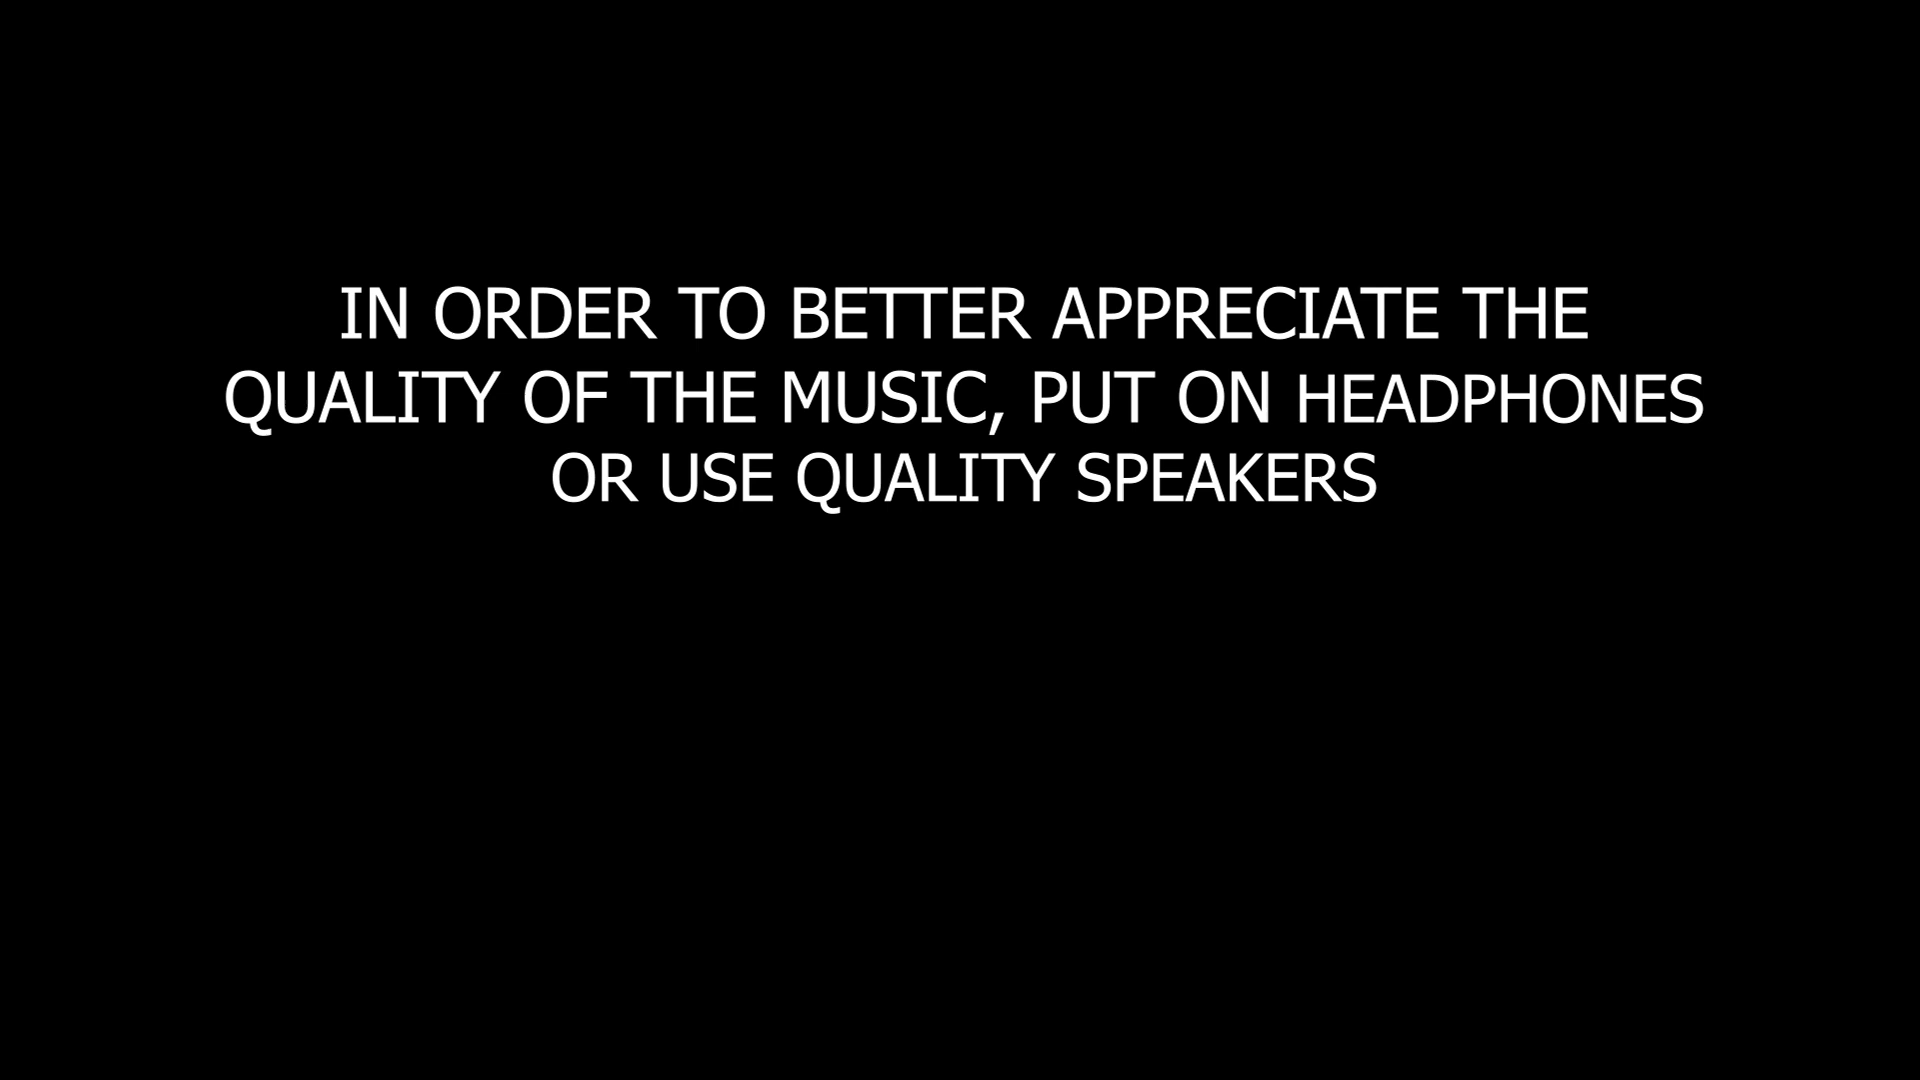 IN ORDER TO BETTER APPRECIATE THE
QUALITY OF THE MUSIC, PUT ON HEADPHONES
OR USE QUALITY SPEAKERS